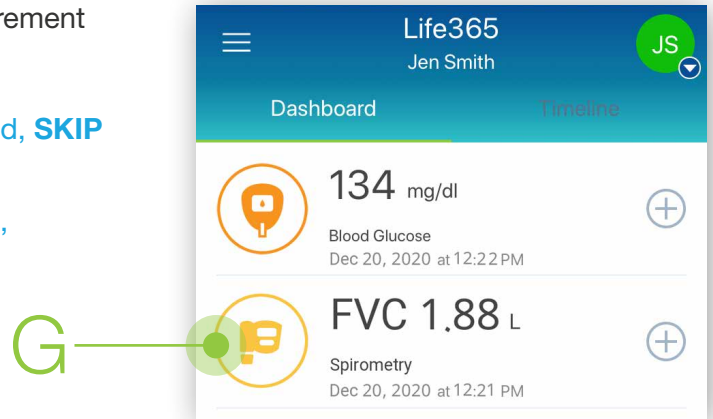 rement
d, SKIP
,
G
Life365
Jen Smith
JS
Dashboard
Timeline
134 mg/dl
Blood Glucose
Dec 20, 2020 at 12:22 PM
FVC 1.88 L
Spirometry
Dec 20, 2020 at 12:21 PM